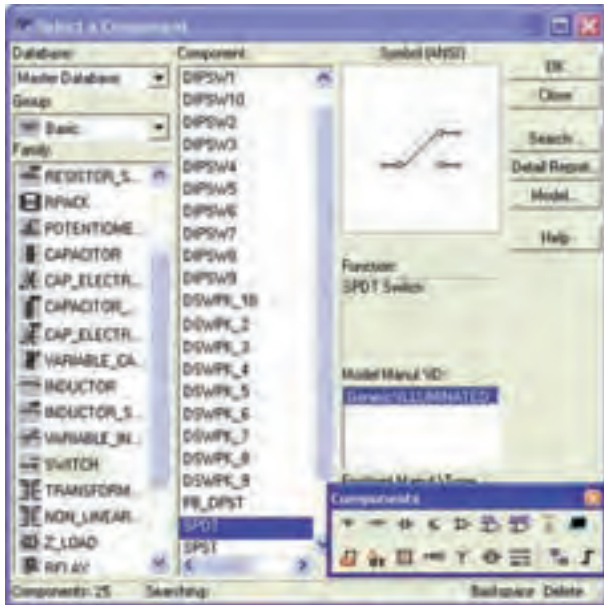 Select a Component
Database:
Master Database
Group:
Basic
Family:
RESISTOR_S...
RPACK
POTENTIOME...
CAPACITOR
CAP_ELECTR...
CAPACITOR_...
CAP_ELECTR...
VARIABLE_CA...
INDUCTOR
INDUCTOR_S...
VARIABLE_IN...
SWITCH
TRANSFORM...
NON_LINEAR...
Z_LOAD
RELAY
Component:
DIPSW1
DIPSW10
DIPSW2
DIPSW3
DIPSW4
DIPSW5
DIPSW6
DIPSW7
DIPSW8
DIPSW9
DSWPK_10
DSWPK_2
DSWPK_3
DSWPK_4
DSWPK_5
DSWPK_6
DSWPK_7
DSWPK_8
DSWPK_9
PB_DPST
SPDT
SPST
Symbol (ANSI)
Function:
SPDT Switch
Model Manuf.\ID:
Generic\ILLUMINATED
OK
Close
Search...
Detail Report...
Model...
Help
Components
Components: 25
Searching:
Backspace Delete